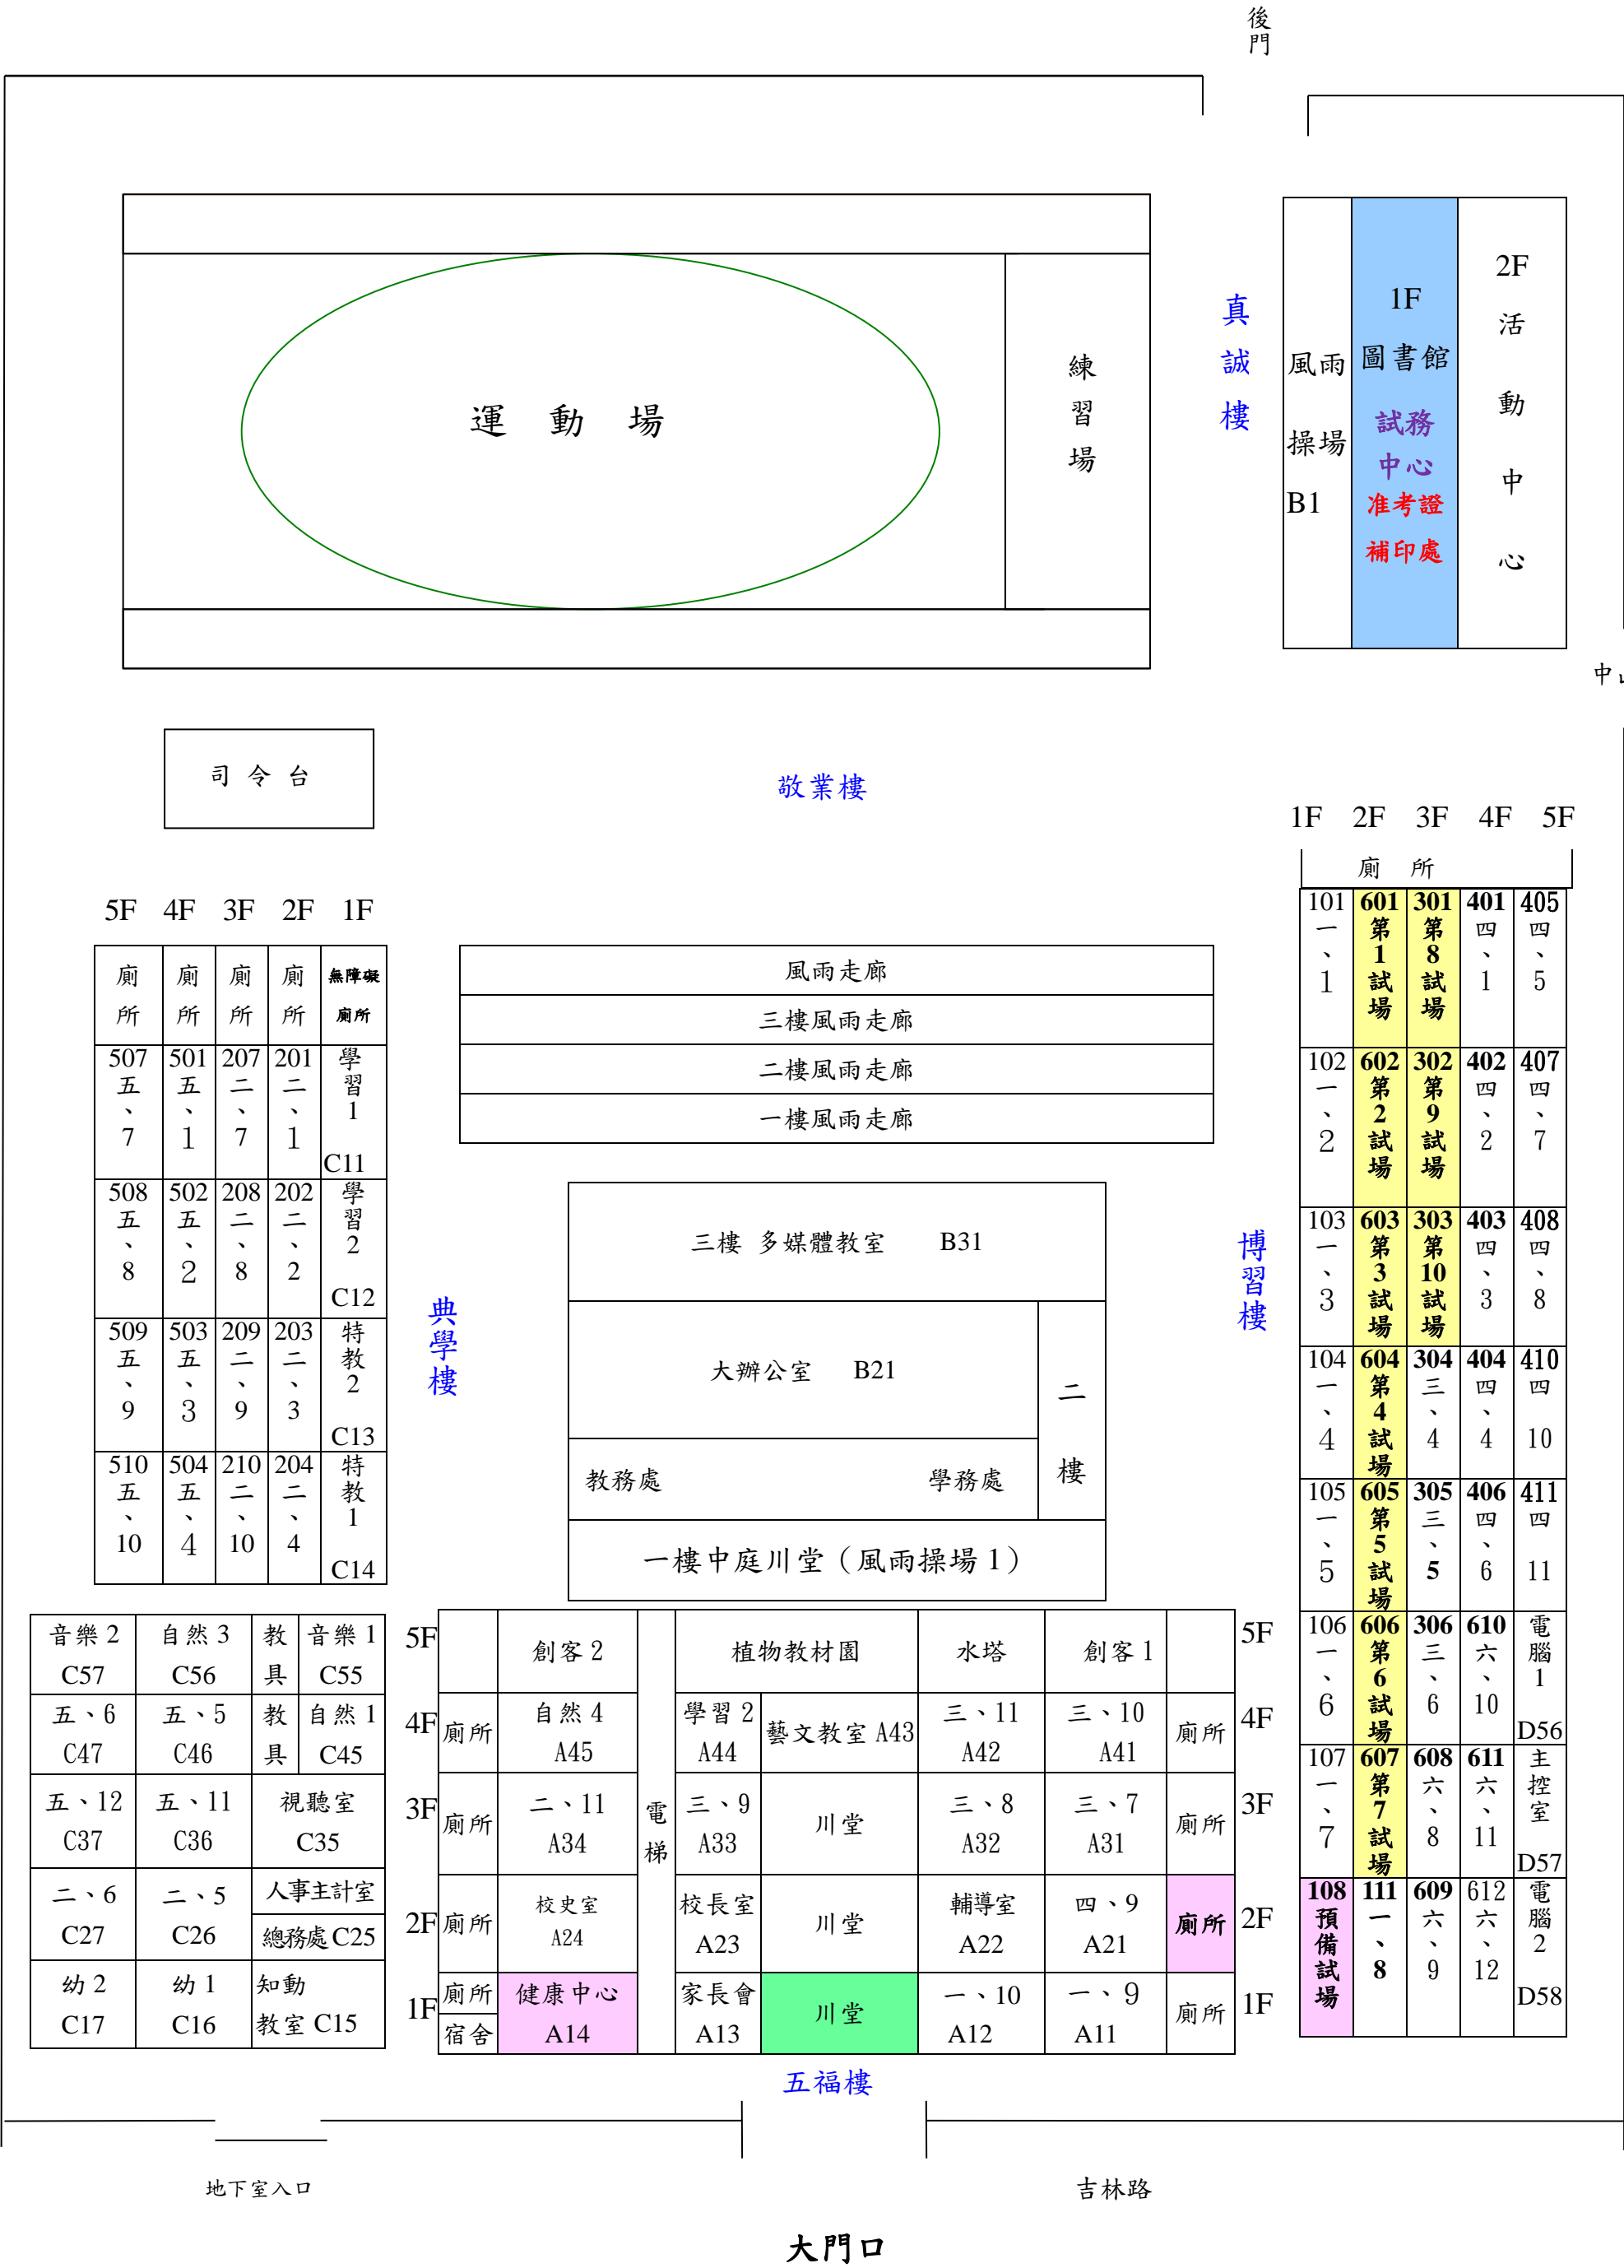 後門
運動場
練習場
真誠樓
風雨操場
B1
1F
圖書館
試務
中心
准考證
補印處
2F
活動中心
司令台
敬業樓
1F 2F 3F 4F 5F
廁所
101 一、1
601 第1試場
301 第8試場
401 四、1
405 四、5
102 一、2
602 第2試場
302 第9試場
402 四、2
407 四、7
103 一、3
603 第3試場
303 第10試場
403 四、3
408 四、8
104 一、4
604 第4試場
304 三、4
404 四、4
410 四 10
105 一、5
605 第5試場
305 三、5
406 四、6
411 四 11
106 一、6
606 第6試場
306 三、6
610 六、10
電腦1 D56
107 一、7
607 第7試場
608 六、8
611 六、11
主控室 D57
108 預備試場
111 一、8
609 六、9
612 六、12
電腦2 D58
博習樓
5F 4F 3F 2F 1F
廁所 廁所 廁所 廁所 無障礙廁所
507 五、7
501 五、1
207 二、7
201 二、1
學習1 C11
508 五、8
502 五、2
208 二、8
202 二、2
學習2 C12
509 五、9
503 五、3
209 二、9
203 二、3
特教2 C13
510 五、10
504 五、4
210 二、10
204 二、4
特教1 C14
典學樓
風雨走廊
三樓風雨走廊
二樓風雨走廊
一樓風雨走廊
三樓 多媒體教室 B31
大辦公室 B21
二樓
教務處 學務處
一樓中庭川堂（風雨操場1）
音樂2 C57
自然3 C56
教具
音樂1 C55
五、6 C47
五、5 C46
教具
自然1 C45
五、12 C37
五、11 C36
視聽室 C35
二、6 C27
二、5 C26
人事主計室
總務處C25
幼2 C17
幼1 C16
知動教室 C15
5F 創客2 植物教材園 水塔 創客1 5F
4F 廁所 自然4 A45 學習2 A44 藝文教室A43 三、11 A42 三、10 A41 廁所 4F
電梯
3F 廁所 二、11 A34 三、9 A33 川堂 三、8 A32 三、7 A31 廁所 3F
2F 廁所 校史室 A24 校長室 A23 川堂 輔導室 A22 四、9 A21 廁所 2F
1F 廁所 宿舍 健康中心 A14 家長會 A13 川堂 一、10 A12 一、9 A11 廁所 1F
五福樓
地下室入口
吉林路
大門口